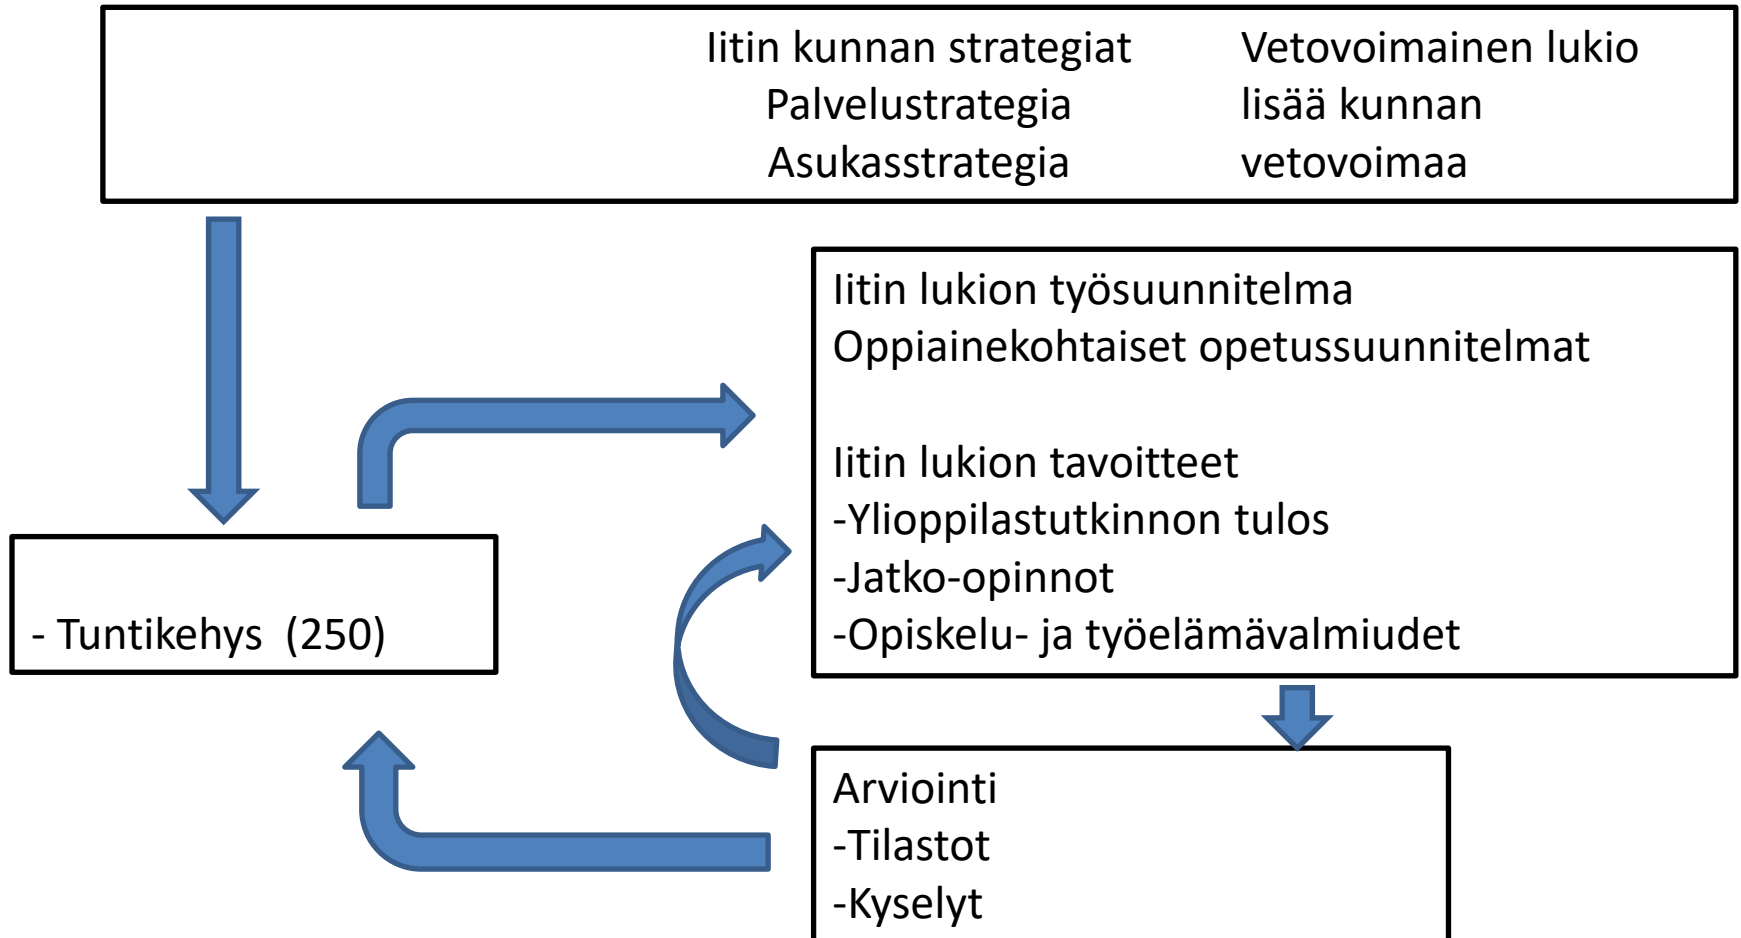 Iitin kunnan strategiat
Palvelustrategia
Asukasstrategia
Vetovoimainen lukio
lisää kunnan
vetovoimaa
Iitin lukion työsuunnitelma
Oppiainekohtaiset opetussuunnitelmat
Iitin lukion tavoitteet
-Ylioppilastutkinnon tulos
-Jatko-opinnot
-Opiskelu- ja työelämävalmiudet
- Tuntikehys (250)
Arviointi
-Tilastot
-Kyselyt